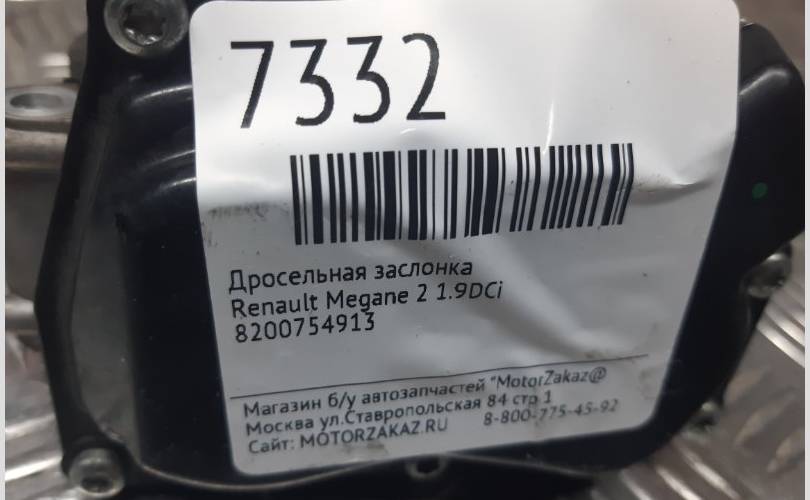 7332
Дросельная заслонка
Renault Megane 2 1.9DCi
8200754913
Магазин б/у автозапчастей "MotorZakaz@
Москва ул.Ставропольская 84 стр 1
Сайт: MOTORZAKAZ.RU 8-800-775-45-92